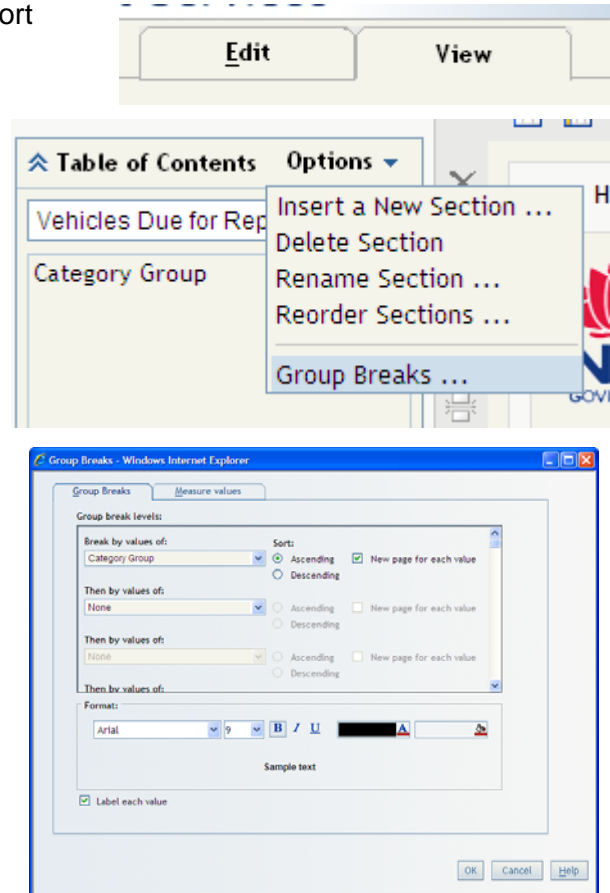 ort
Edit View
Table of Contents Options
Vehicles Due for Rep
Insert a New Section ...
Delete Section
Category Group
Rename Section ...
Reorder Sections ...
Group Breaks ...
H
N
GOV
Group Breaks - Windows Internet Explorer
Group Breaks Measure values
Group break levels:
Break by values of: Sort:
Category Group Ascending New page for each value
Descending
Then by values of:
None Ascending New page for each value
Descending
Then by values of:
None Ascending New page for each value
Descending
Then by values of:
Format:
Arial 9 B I U A
Sample text
Label each value
OK Cancel Help